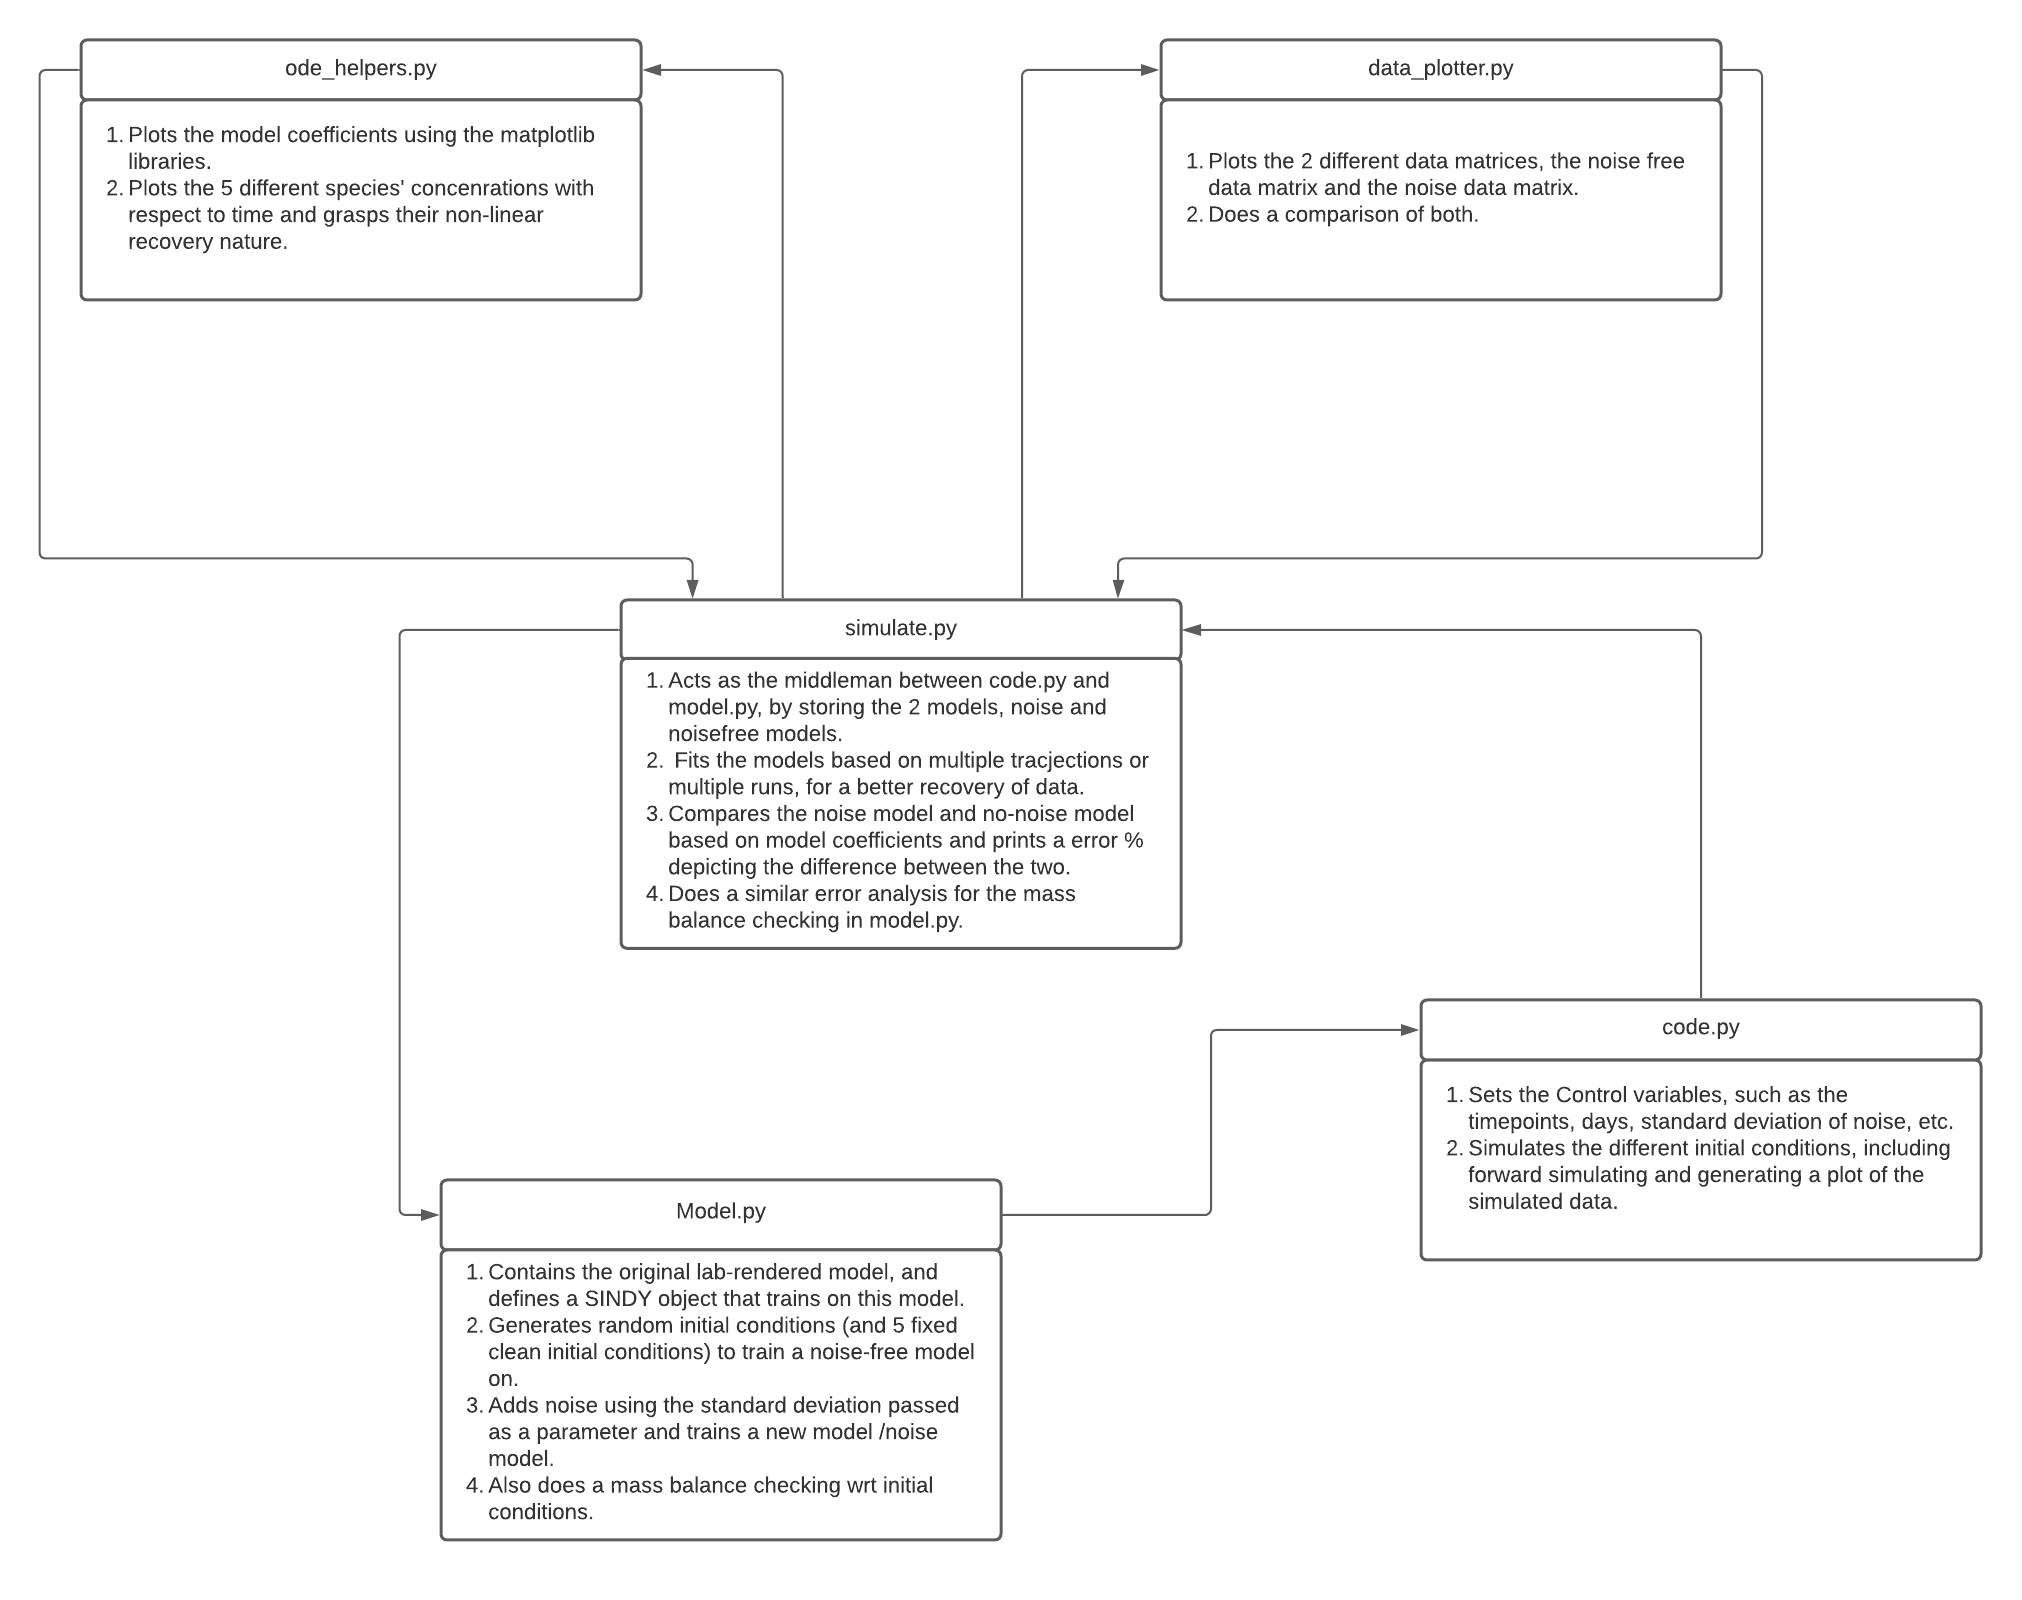 ode_helpers.py
1. Plots the model coefficients using the matplotlib
libraries.
2. Plots the 5 different species' concenrations with
respect to time and grasps their non-linear
recovery nature.
data_plotter.py
1. Plots the 2 different data matrices, the noise free
data matrix and the noise data matrix.
2. Does a comparison of both.
simulate.py
1. Acts as the middleman between code.py and
model.py, by storing the 2 models, noise and
noisefree models.
2. Fits the models based on multiple tracjections or
multiple runs, for a better recovery of data.
3. Compares the noise model and no-noise model
based on model coefficients and prints a error %
depicting the difference between the two.
4. Does a similar error analysis for the mass
balance checking in model.py.
code.py
1. Sets the Control variables, such as the
timepoints, days, standard deviation of noise, etc.
2. Simulates the different initial conditions, including
forward simulating and generating a plot of the
simulated data.
Model.py
1. Contains the original lab-rendered model, and
defines a SINDY object that trains on this model.
2. Generates random initial conditions (and 5 fixed
clean initial conditions) to train a noise-free model
on.
3. Adds noise using the standard deviation passed
as a parameter and trains a new model /noise
model.
4. Also does a mass balance checking wrt initial
conditions.